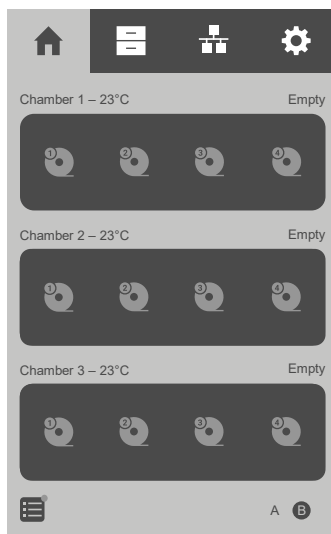 Chamber 1 – 23°C Empty
1 2 3 4
Chamber 2 – 23°C Empty
1 2 3 4
Chamber 3 – 23°C Empty
1 2 3 4
A B